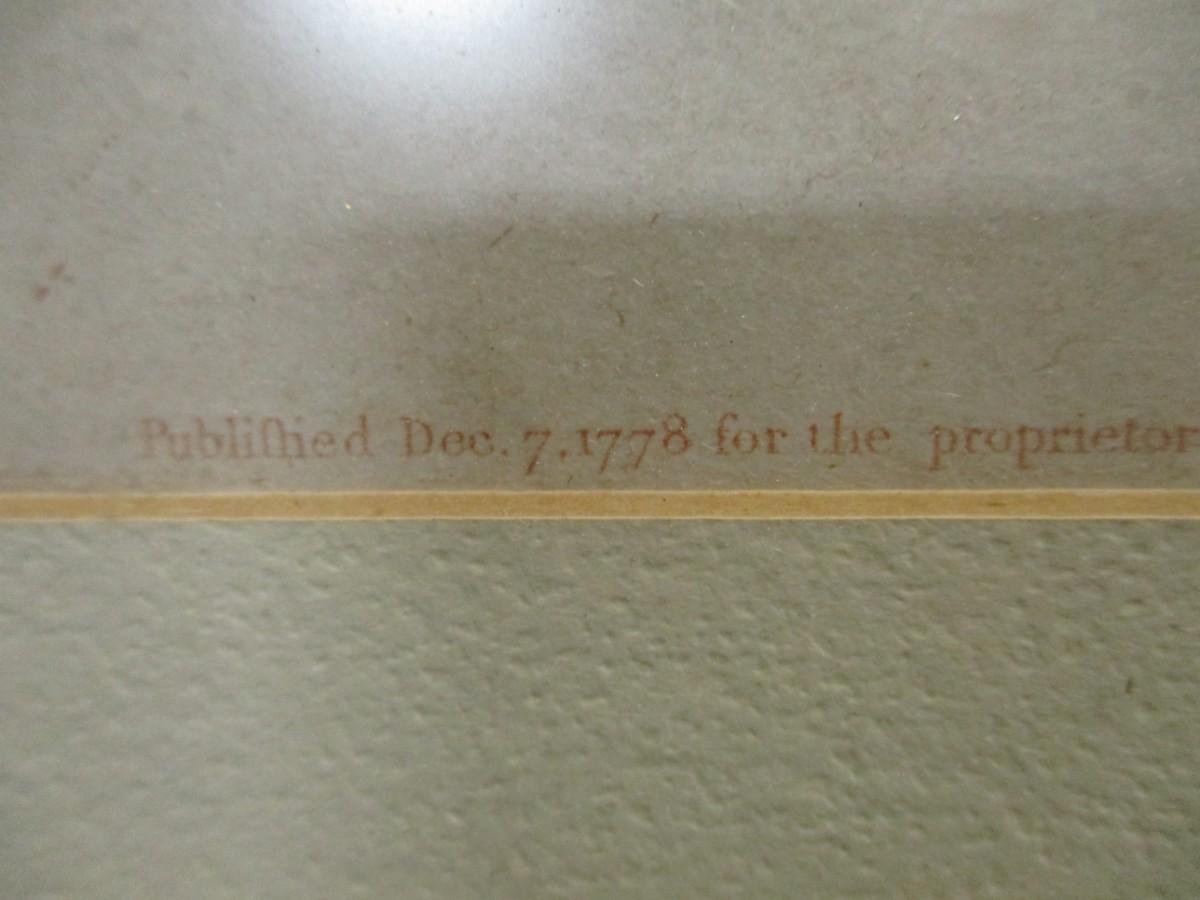 Publiſhed Dec. 7, 1778 for the proprietor